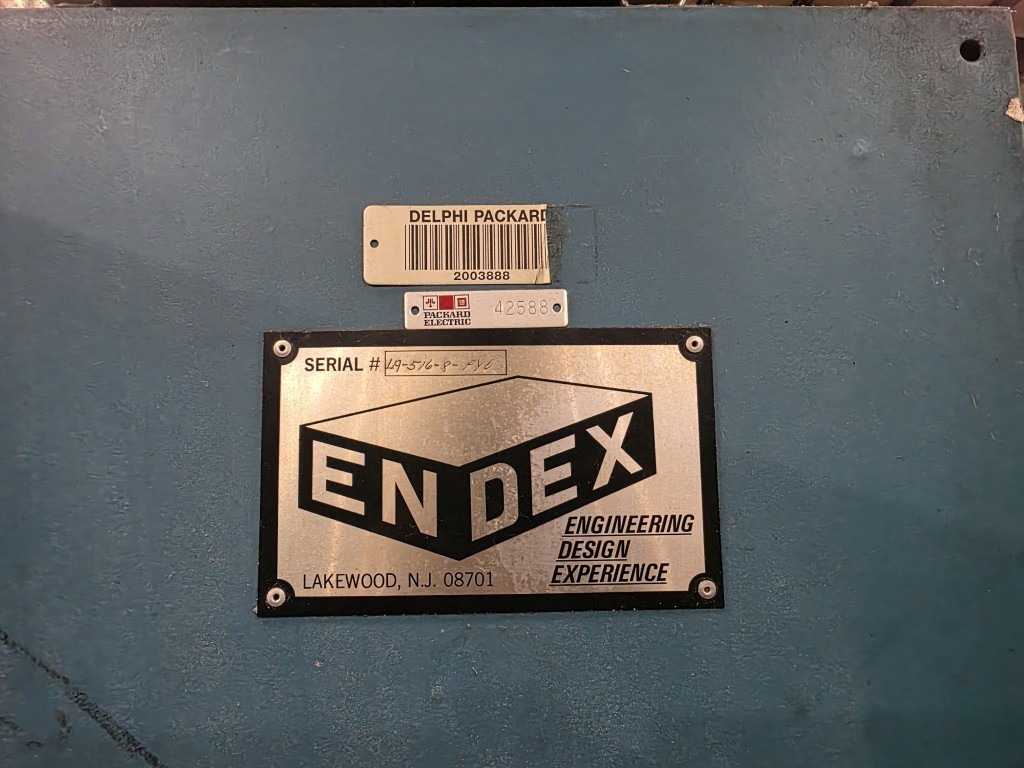 DELPHI PACKARD
2003888
PACKARD
ELECTRIC
42588
SERIAL #
ENDEX
ENGINEERING
DESIGN
EXPERIENCE
LAKEWOOD, N.J. 08701